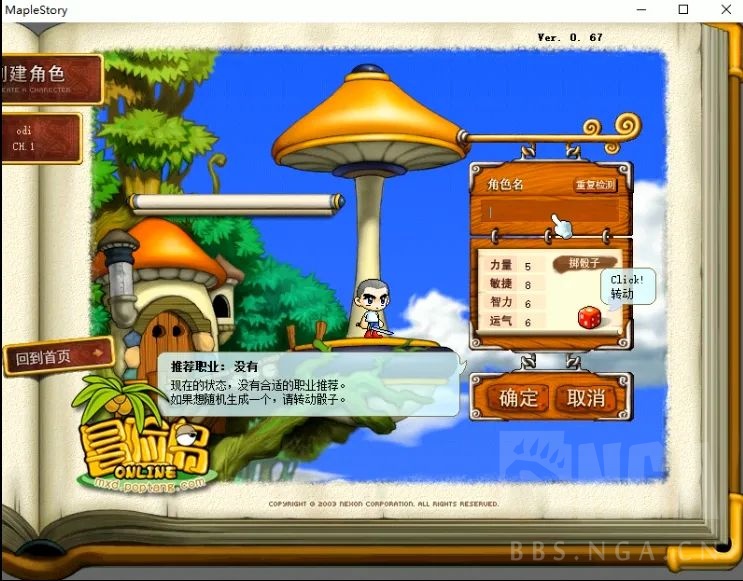 MapleStory
Ver. 0. 67
创建角色
CREATE A CHARACTER
odi
CH. 1
角色名
重复检测
力量 5
敏捷 8
智力 6
运气 6
掷骰子
Click!
转动
回到首页
推荐职业：没有
现在的状态，没有合适的职业推荐。
如果想随机生成一个，请转动骰子。
确定
取消
冒险岛
ONLINE
mxd.poptang.com
COPYRIGHT © 2003 NEXON CORPORATION. ALL RIGHTS RESERVED.
NGA
BBS.NGA.CN